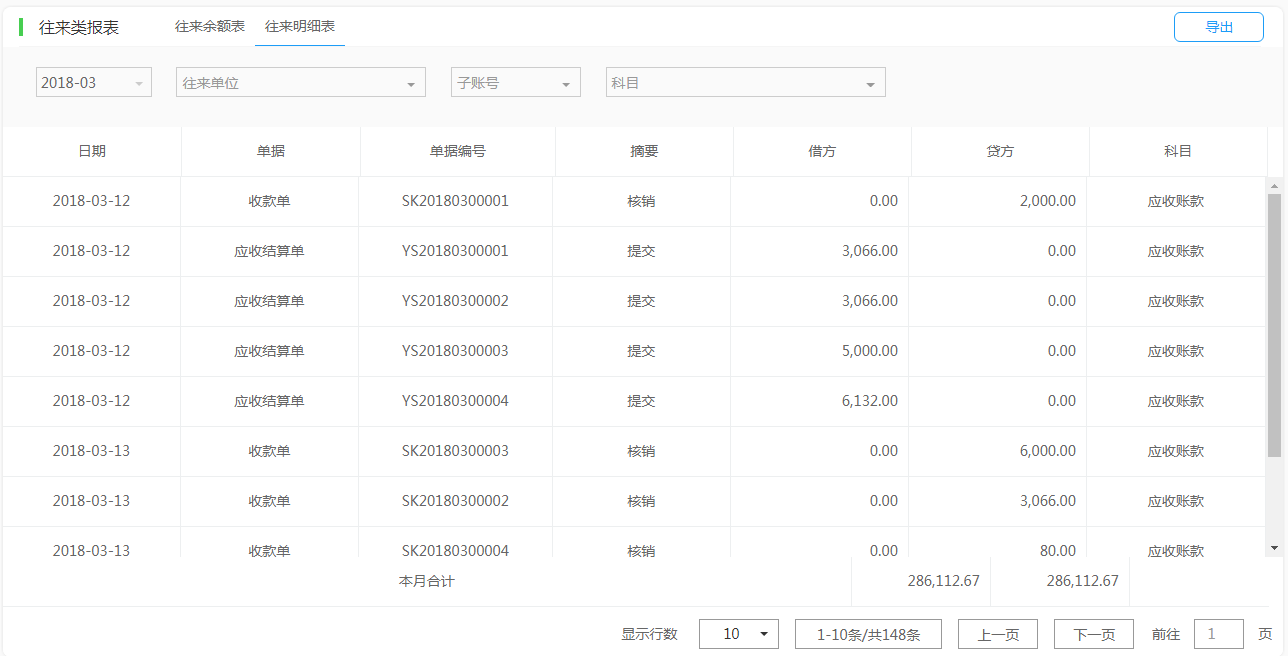 往来类报表 往来余额表 往来明细表 导出
2018-03 往来单位 子账号 科目
日期 单据 单据编号 摘要 借方 贷方 科目
2018-03-12 收款单 SK20180300001 核销 0.00 2,000.00 应收账款
2018-03-12 应收结算单 YS20180300001 提交 3,066.00 0.00 应收账款
2018-03-12 应收结算单 YS20180300002 提交 3,066.00 0.00 应收账款
2018-03-12 应收结算单 YS20180300003 提交 5,000.00 0.00 应收账款
2018-03-12 应收结算单 YS20180300004 提交 6,132.00 0.00 应收账款
2018-03-13 收款单 SK20180300003 核销 0.00 6,000.00 应收账款
2018-03-13 收款单 SK20180300002 核销 0.00 3,066.00 应收账款
2018-03-13 收款单 SK20180300004 核销 0.00 80.00 应收账款
本月合计 286,112.67 286,112.67
显示行数 10 1-10条/共148条 上一页 下一页 前往 1 页